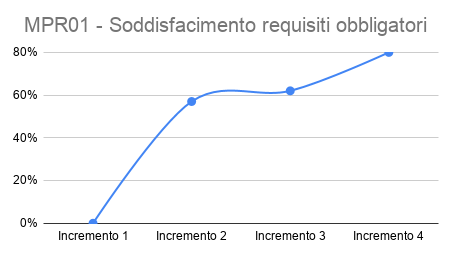 MPR01 - Soddisfacimento requisiti obbligatori
80%
60%
40%
20%
0%
Incremento 1 Incremento 2 Incremento 3 Incremento 4